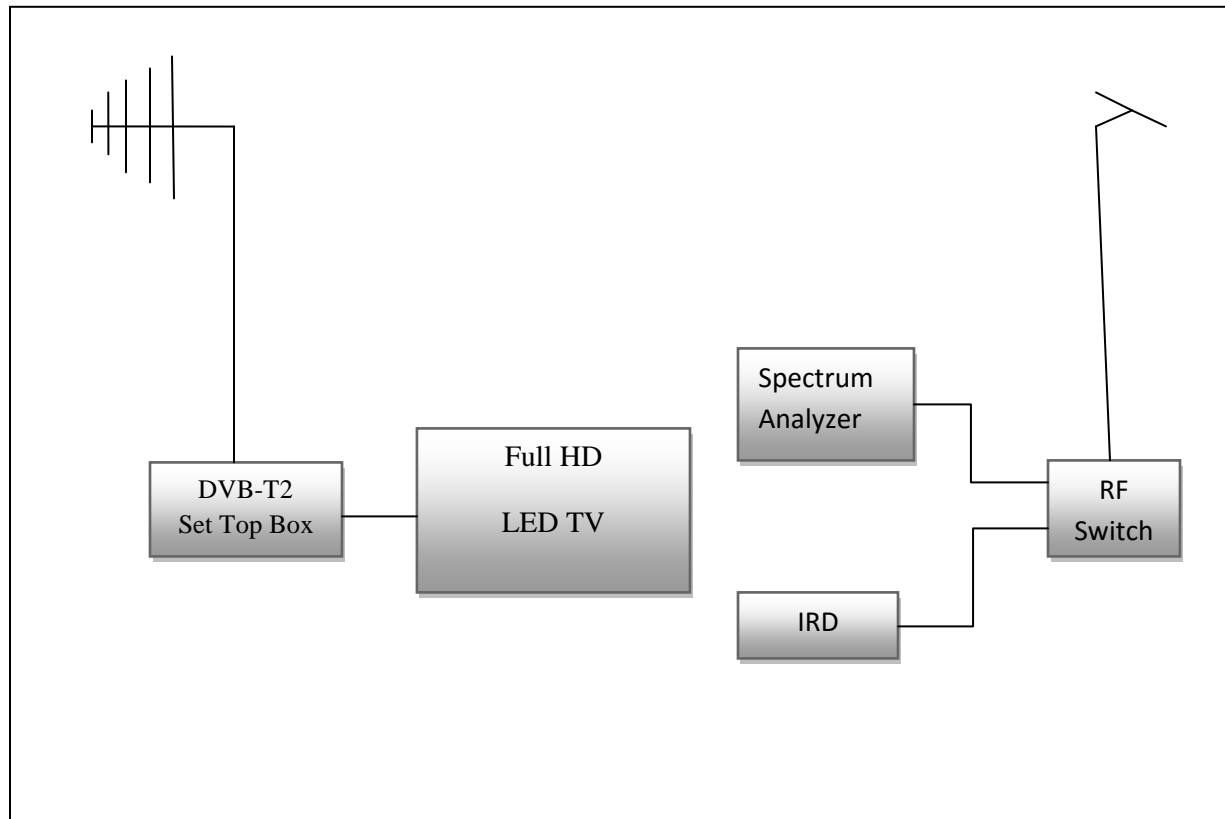 DVB-T2
Set Top Box
Full HD
LED TV
Spectrum
Analyzer
IRD
RF
Switch